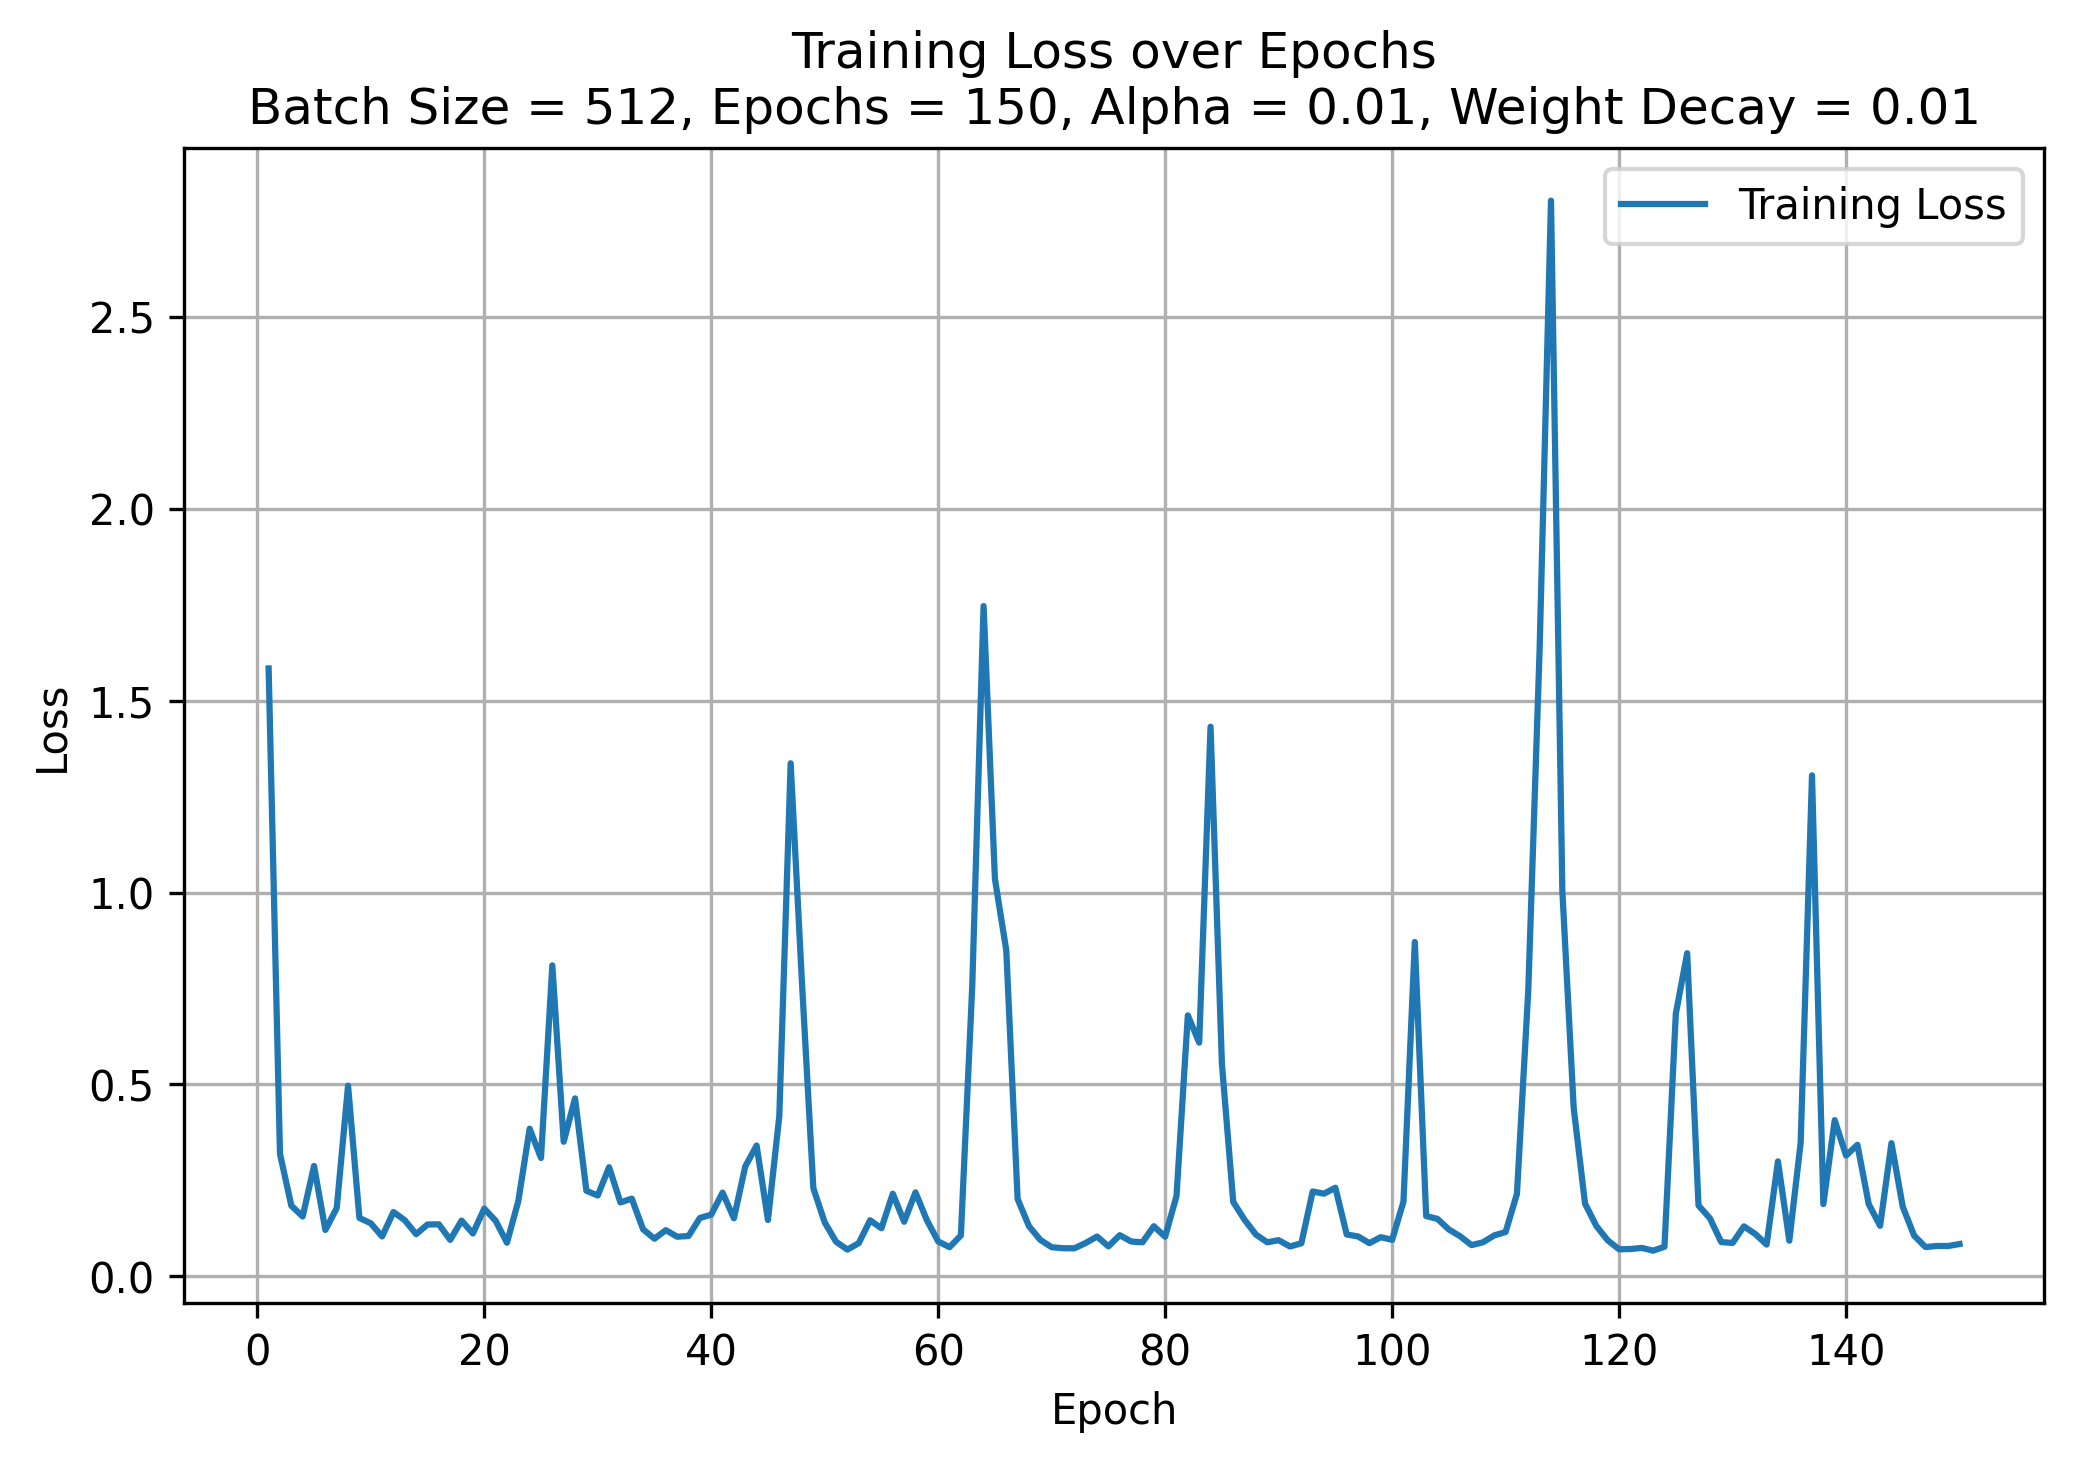 Training Loss over Epochs
Batch Size = 512, Epochs = 150, Alpha = 0.01, Weight Decay = 0.01
Training Loss
2.5
2.0
1.5
1.0
0.5
0.0
Loss
0 20 40 60 80 100 120 140
Epoch